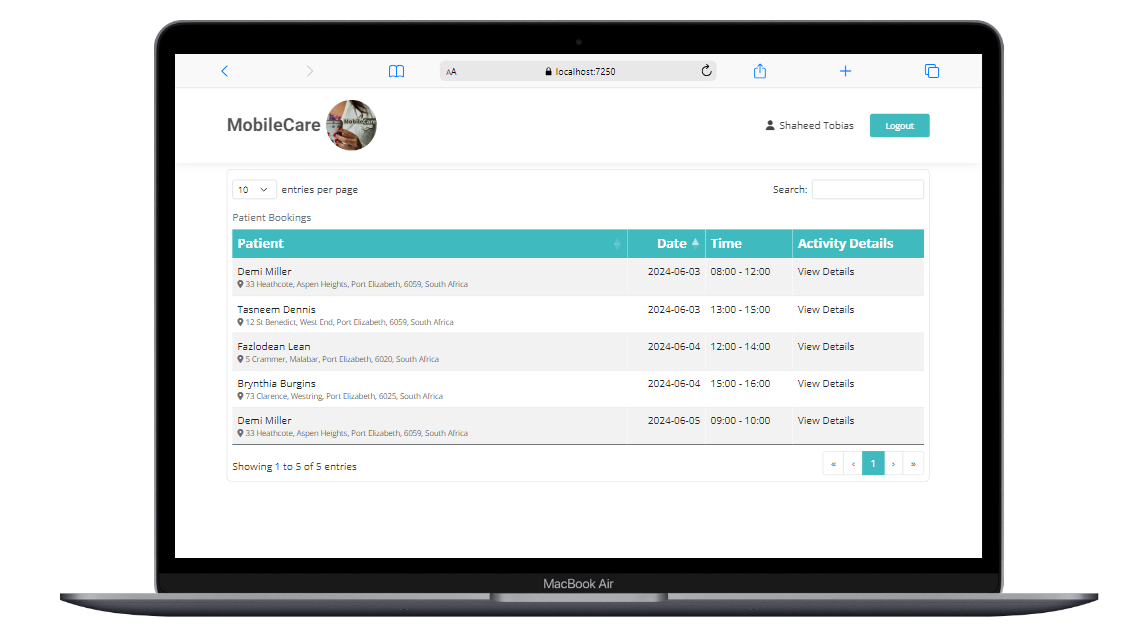 AA
localhost:7250
MobileCare
MobileCare
Shaheed Tobias
Logout
10 entries per page
Search:
Patient Bookings
Patient Date Time Activity Details
Demi Miller 2024-06-03 08:00 - 12:00 View Details
33 Heathcote, Aspen Heights, Port Elizabeth, 6059, South Africa
Tasneem Dennis 2024-06-03 13:00 - 15:00 View Details
12 St Benedict, West End, Port Elizabeth, 6059, South Africa
Fazlodean Lean 2024-06-04 12:00 - 14:00 View Details
5 Crammer, Malabar, Port Elizabeth, 6020, South Africa
Brynthia Burgins 2024-06-04 15:00 - 16:00 View Details
73 Clarence, Westring, Port Elizabeth, 6025, South Africa
Demi Miller 2024-06-05 09:00 - 10:00 View Details
33 Heathcote, Aspen Heights, Port Elizabeth, 6059, South Africa
Showing 1 to 5 of 5 entries
« ‹ 1 › »
MacBook Air